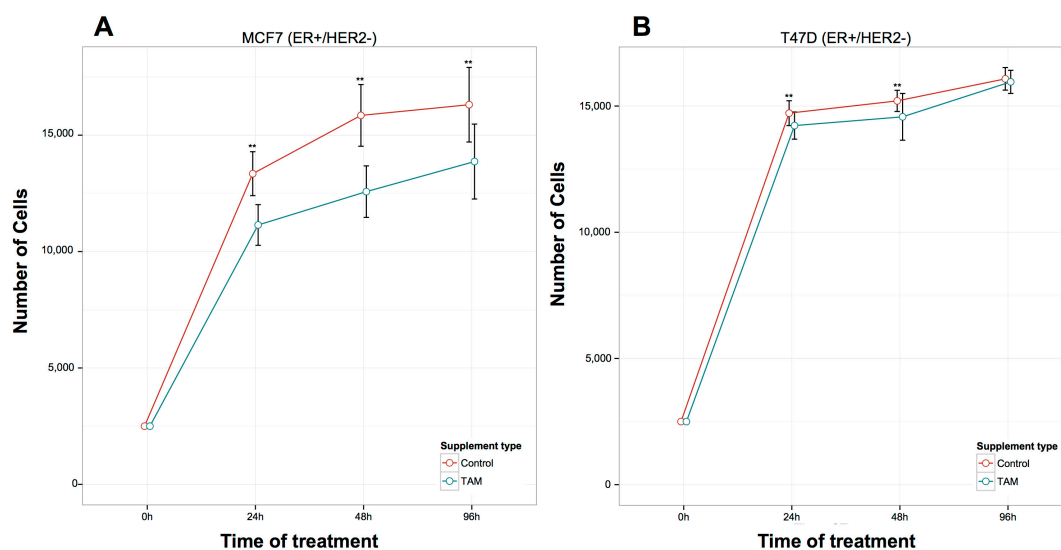 A
MCF7 (ER+/HER2-)
Number of Cells
15,000
10,000
5,000
0
**
**
**
Supplement type
Control
TAM
0h
24h
48h
96h
Time of treatment
B
T47D (ER+/HER2-)
Number of Cells
15,000
10,000
5,000
0
**
**
Supplement type
Control
TAM
0h
24h
48h
96h
Time of treatment